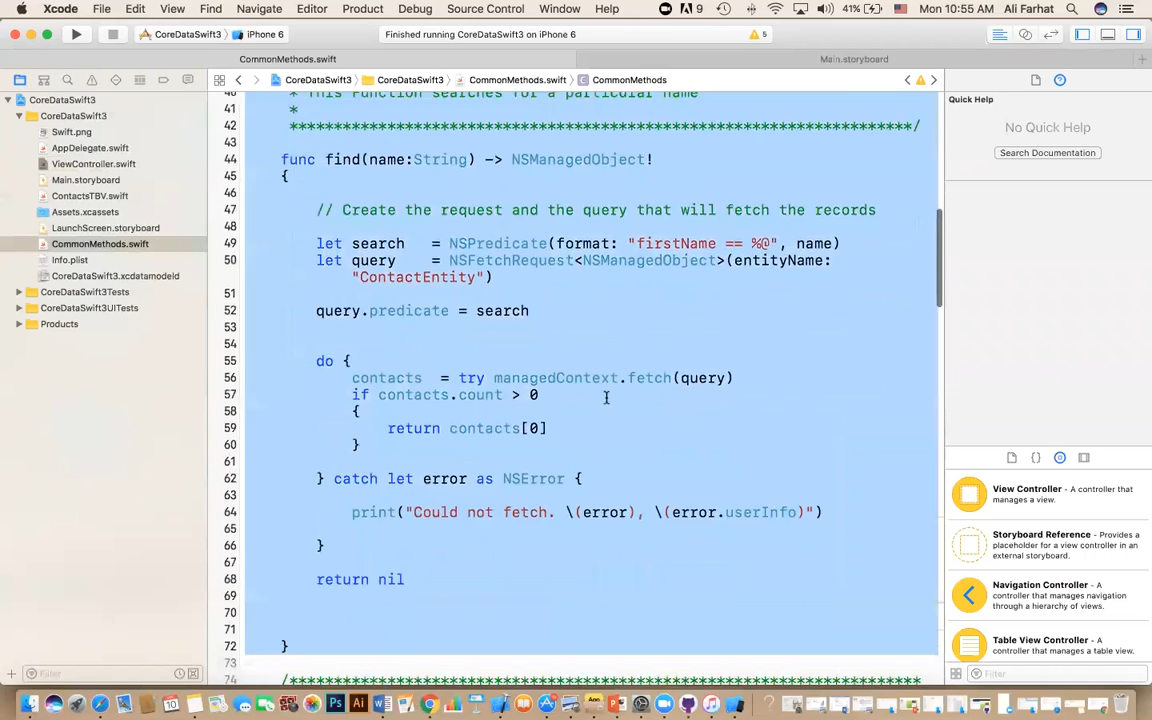 Xcode File Edit View Find Navigate Editor Product Debug Source Control Window Help 9 41% Mon 10:55 AM Ali Farhat
CoreDataSwift3 iPhone 6 Finished running CoreDataSwift3 on iPhone 6 5
CommonMethods.swift Main.storyboard
CoreDataSwift3 CoreDataSwift3 CommonMethods.swift CommonMethods
CoreDataSwift3
CoreDataSwift3
Swift.png
AppDelegate.swift
ViewController.swift
Main.storyboard
ContactsTBV.swift
Assets.xcassets
LaunchScreen.storyboard
CommonMethods.swift
Info.plist
CoreDataSwift3.xcdatamodeld
CoreDataSwift3Tests
CoreDataSwift3UITests
Products
Filter
40 * This Function searches for a particular name
41 *
42 **********************************************************************/
43
44 func find(name:String) -> NSManagedObject!
45 {
46
47 // Create the request and the query that will fetch the records
48
49 let search = NSPredicate(format: "firstName == %@", name)
50 let query = NSFetchRequest<NSManagedObject>(entityName:
"ContactEntity")
51
52 query.predicate = search
53
54
55 do {
56 contacts = try managedContext.fetch(query)
57 if contacts.count > 0
58 {
59 return contacts[0]
60 }
61
62 } catch let error as NSError {
63
64 print("Could not fetch. \(error), \(error.userInfo)")
65
66 }
67
68 return nil
69
70
71
72 }
73
74 /**********************************************************************
Quick Help
No Quick Help
Search Documentation
View Controller - A controller that
manages a view.
Storyboard Reference - Provides a
placeholder for a view controller in an
external storyboard.
Navigation Controller - A
controller that manages navigation
through a hierarchy of views.
Table View Controller - A
controller that manages a table view.
Filter